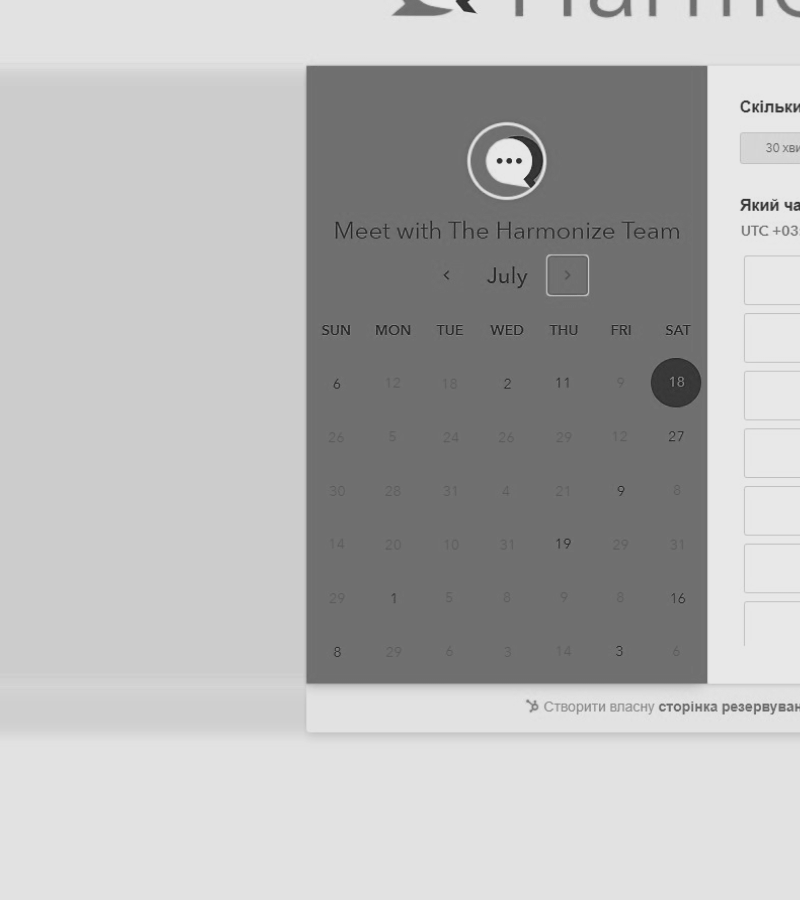 Harmo
Скільки
30 хви
Meet with The Harmonize Team
Який ча
UTC +03:
July
SUN MON TUE WED THU FRI SAT
6 12 18 2 11 9 18
26 5 24 26 29 12 27
30 28 31 4 21 9 8
14 20 10 31 19 29 31
29 1 5 8 9 8 16
8 29 6 3 14 3 6
Створити власну сторінка резервуван